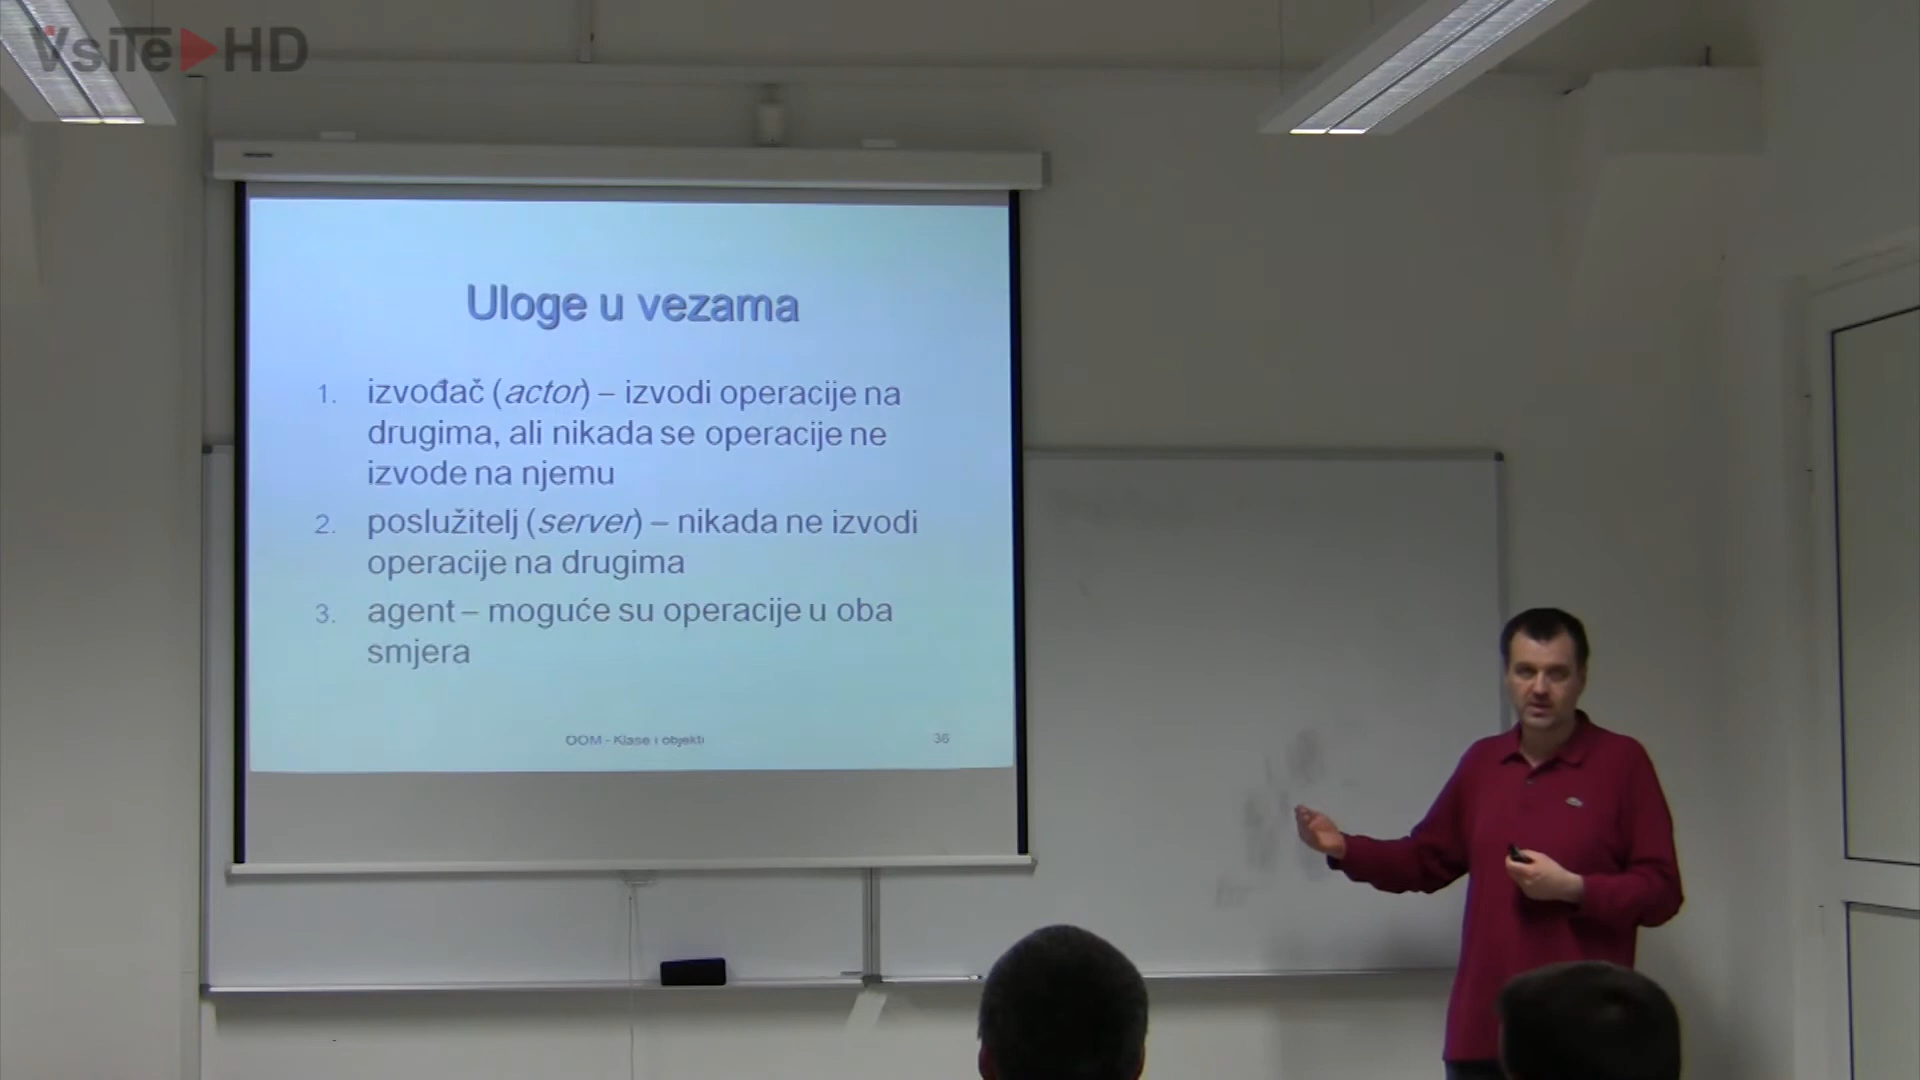 VsiTe HD
Uloge u vezama
1. izvođač (actor) – izvodi operacije na
drugima, ali nikada se operacije ne
izvode na njemu
2. poslužitelj (server) – nikada ne izvodi
operacije na drugima
3. agent – moguće su operacije u oba
smjera
OOM - Klase i objekti
36